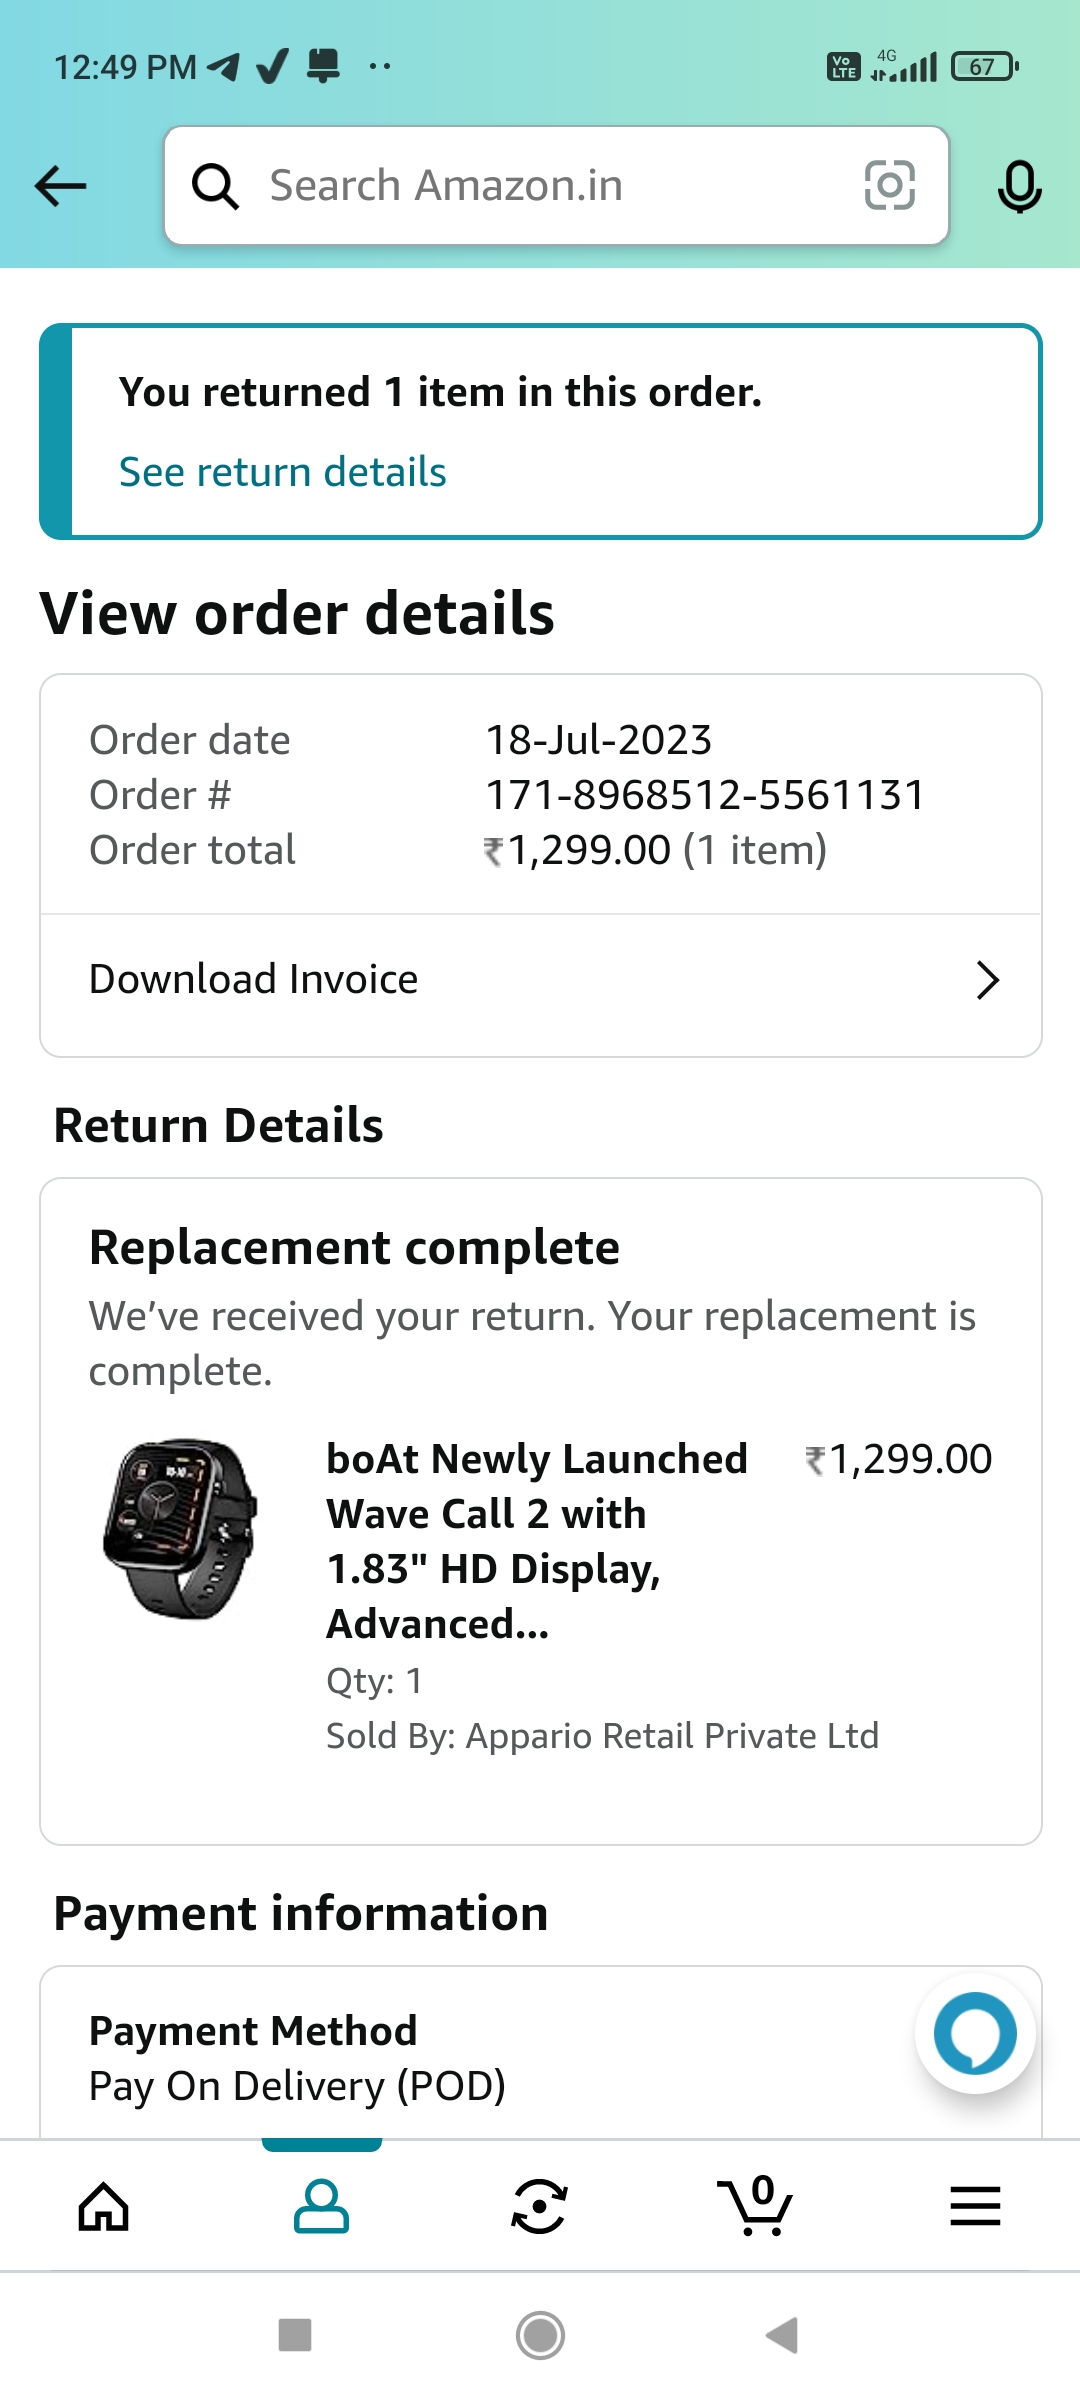 12:49 PM
Vo LTE 4G 67
Search Amazon.in
You returned 1 item in this order.
See return details
View order details
Order date 18-Jul-2023
Order # 171-8968512-5561131
Order total ₹1,299.00 (1 item)
Download Invoice
Return Details
Replacement complete
We've received your return. Your replacement is
complete.
boAt Newly Launched ₹1,299.00
Wave Call 2 with
1.83" HD Display,
Advanced...
Qty: 1
Sold By: Appario Retail Private Ltd
Payment information
Payment Method
Pay On Delivery (POD)
0